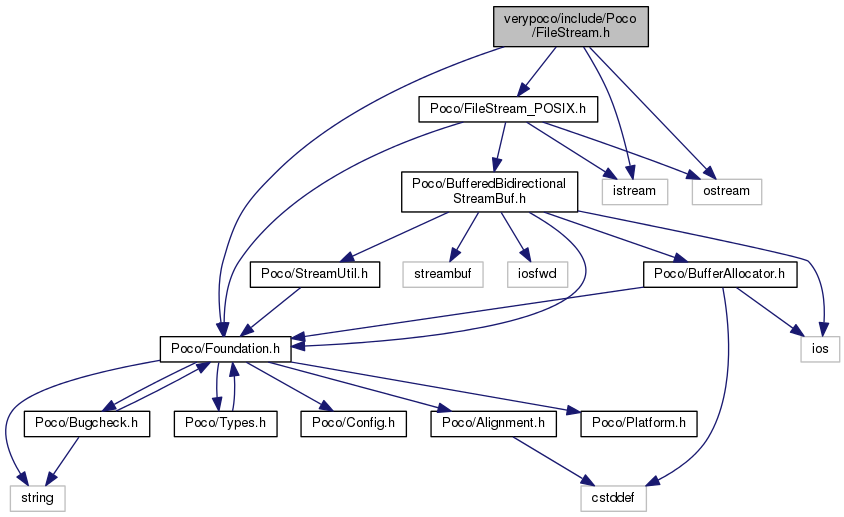 verypoco/include/Poco
/FileStream.h
Poco/FileStream_POSIX.h
Poco/BufferedBidirectional
StreamBuf.h
istream
ostream
Poco/StreamUtil.h
streambuf
iosfwd
Poco/BufferAllocator.h
Poco/Foundation.h
ios
Poco/Bugcheck.h
Poco/Types.h
Poco/Config.h
Poco/Alignment.h
Poco/Platform.h
string
cstddef